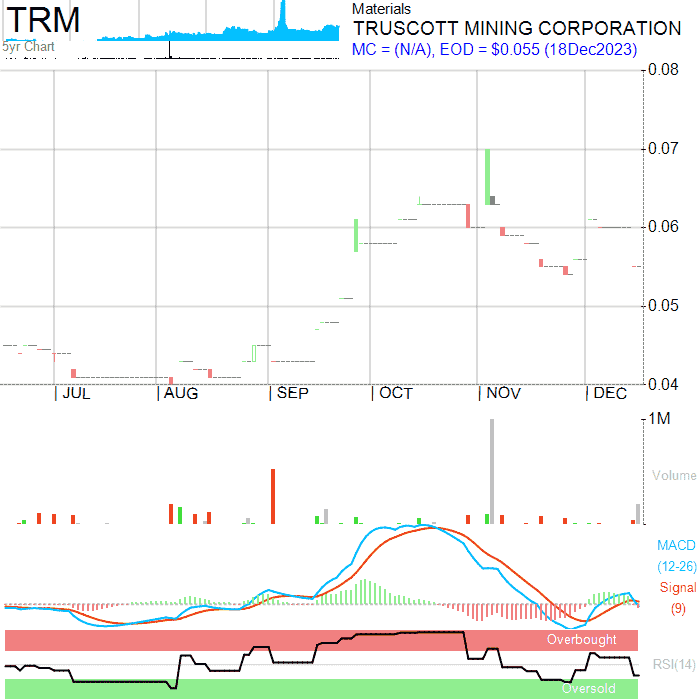 TRM
5yr Chart
Materials
TRUSCOTT MINING CORPORATION
MC = (N/A), EOD = $0.055 (18Dec2023)
0.08
0.07
0.06
0.05
0.04
JUL AUG SEP OCT NOV DEC
1M
Volume
MACD
(12-26)
Signal
(9)
Overbought
RSI(14)
Oversold